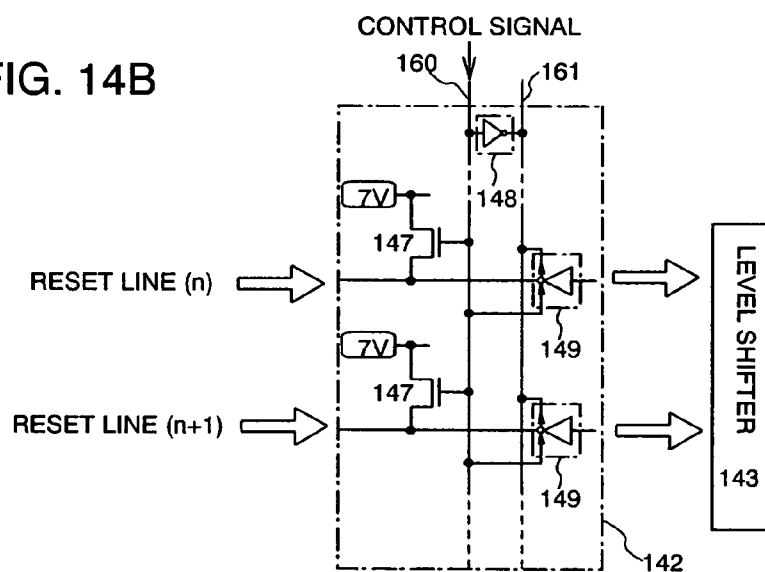 CONTROL SIGNAL
FIG. 14B
160
161
148
7V
147
RESET LINE (n)
149
7V
147
RESET LINE (n+1)
149
LEVEL SHIFTER
143
142